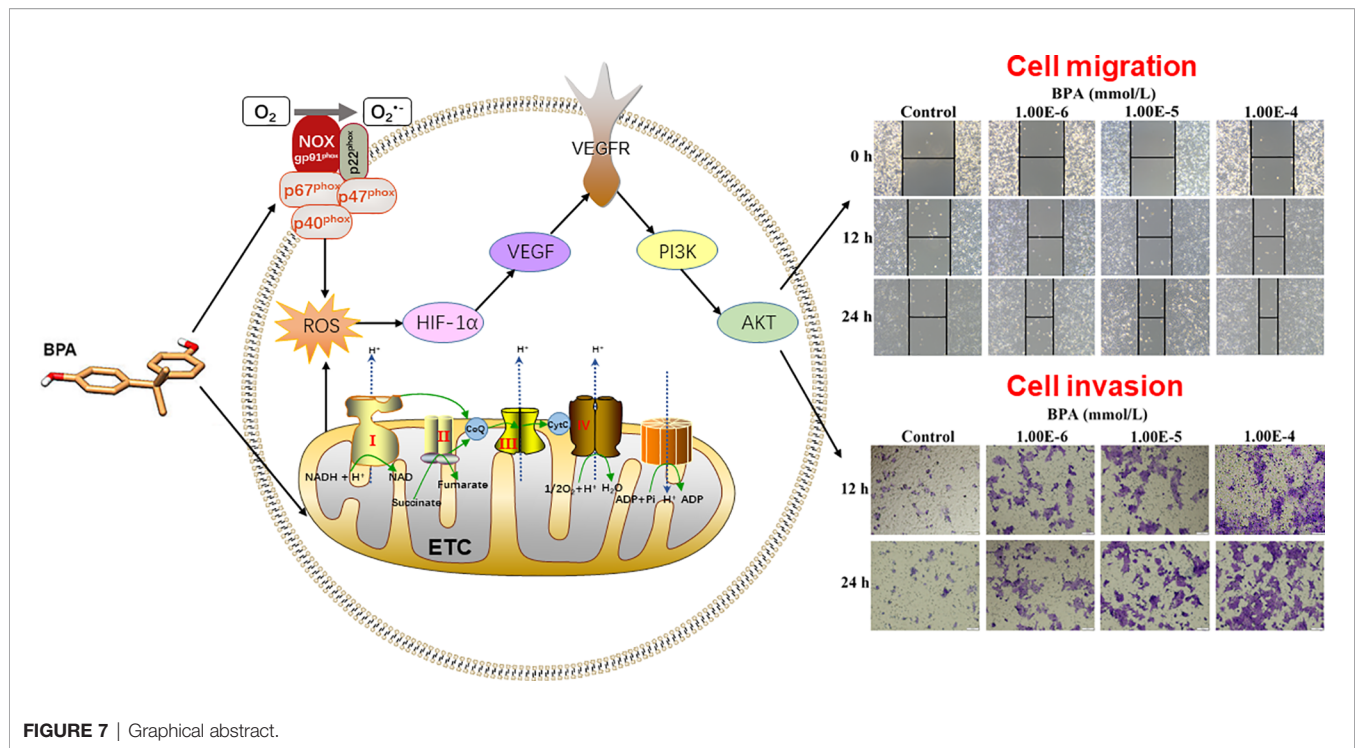 O₂
O₂•-
NOX
gp91phox
p22phox
p67phox
p47phox
p40phox
VEGFR
VEGF
PI3K
ROS
HIF-1α
AKT
BPA
H⁺
H⁺
H⁺
I
II
CoQ
III
CytC
IV
NADH + H⁺
NAD
Succinate
Fumarate
1/2O₂+H⁺
H₂O
ADP+Pi
H⁺
ADP
ETC
Cell migration
BPA (mmol/L)
Control 1.00E-6 1.00E-5 1.00E-4
0 h
12 h
24 h
Cell invasion
BPA (mmol/L)
Control 1.00E-6 1.00E-5 1.00E-4
12 h
24 h
FIGURE 7 | Graphical abstract.